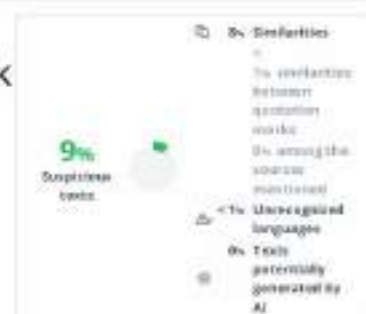 K
9%
Suspicious
texts
8% Similarities
<
1% similarities
between
quotation
marks
0% among the
sources
mentioned
<1% Unrecognized
languages
0% Texts
potentially
generated by
AI